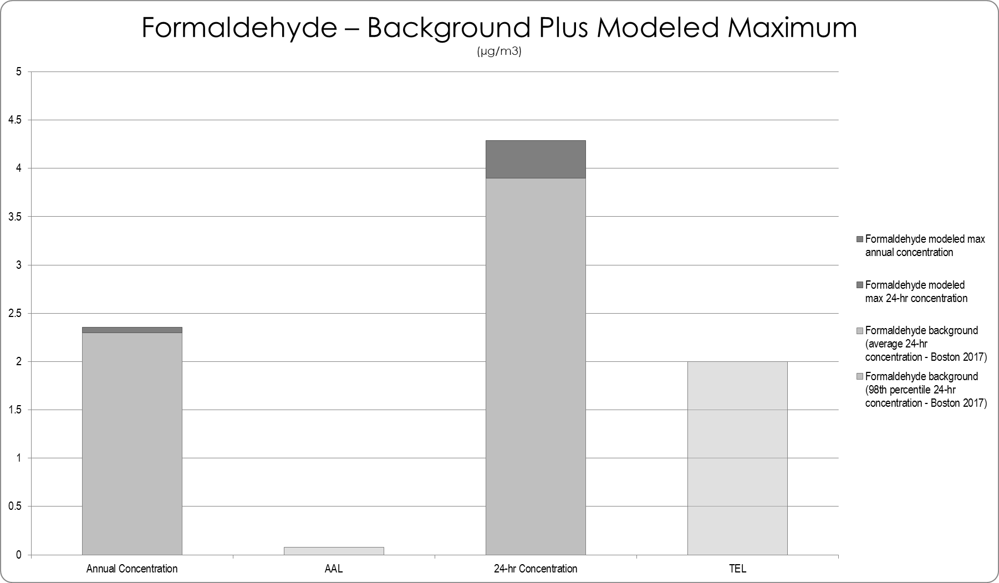 Formaldehyde – Background Plus Modeled Maximum
(µg/m3)
5
4.5
4
3.5
3
2.5
2
1.5
1
0.5
0
Annual Concentration
AAL
24-hr Concentration
TEL
Formaldehyde modeled max
annual concentration
Formaldehyde modeled
max 24-hr concentration
Formaldehyde background
(average 24-hr
concentration - Boston 2017)
Formaldehyde background
(98th percentile 24-hr
concentration - Boston 2017)